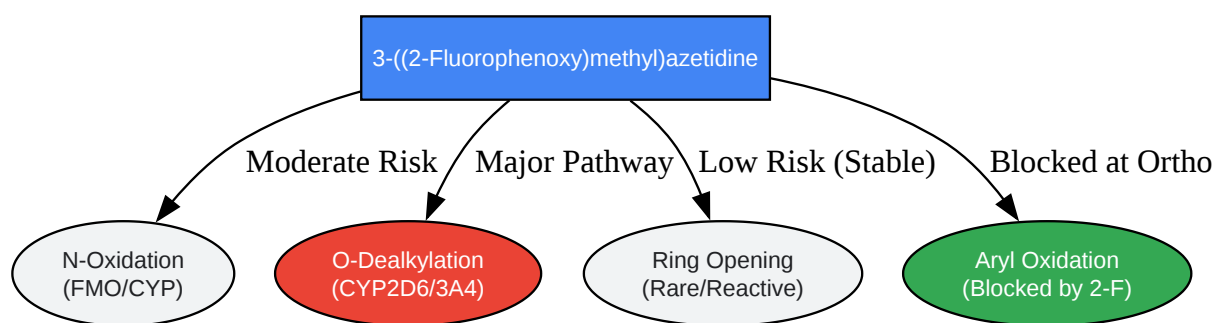 3-((2-Fluorophenoxy)methyl)azetidine
Moderate Risk
Major Pathway
Low Risk (Stable)
Blocked at Ortho
N-Oxidation
(FMO/CYP)
O-Dealkylation
(CYP2D6/3A4)
Ring Opening
(Rare/Reactive)
Aryl Oxidation
(Blocked by 2-F)